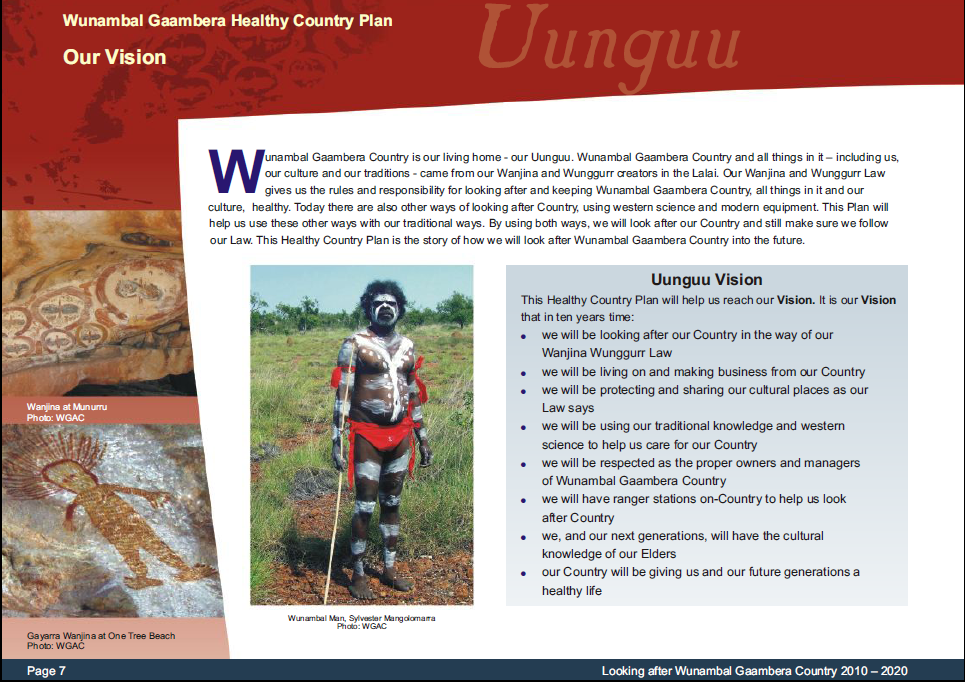 Wunambal Gaambera Healthy Country Plan
Our Vision
Uunguu
Wunambal Gaambera Country is our living home - our Uunguu. Wunambal Gaambera Country and all things in it – including us,
our culture and our traditions - came from our Wanjina and Wunggurr creators in the Lalai. Our Wanjina and Wunggurr Law
gives us the rules and responsibility for looking after and keeping Wunambal Gaambera Country, all things in it and our
culture, healthy. Today there are also other ways of looking after Country, using western science and modern equipment. This Plan will
help us use these other ways with our traditional ways. By using both ways, we will look after our Country and still make sure we follow
our Law. This Healthy Country Plan is the story of how we will look after Wunambal Gaambera Country into the future.
Wanjina at Munurru
Photo: WGAC
Gayarra Wanjina at One Tree Beach
Photo: WGAC
Wunambal Man, Sylvester Mangolomarra
Photo: WGAC
Uunguu Vision
This Healthy Country Plan will help us reach our Vision. It is our Vision
that in ten years time:
• we will be looking after our Country in the way of our
Wanjina Wunggurr Law
• we will be living on and making business from our Country
• we will be protecting and sharing our cultural places as our
Law says
• we will be using our traditional knowledge and western
science to help us care for our Country
• we will be respected as the proper owners and managers
of Wunambal Gaambera Country
• we will have ranger stations on-Country to help us look
after Country
• we, and our next generations, will have the cultural
knowledge of our Elders
• our Country will be giving us and our future generations a
healthy life
Page 7
Looking after Wunambal Gaambera Country 2010 – 2020